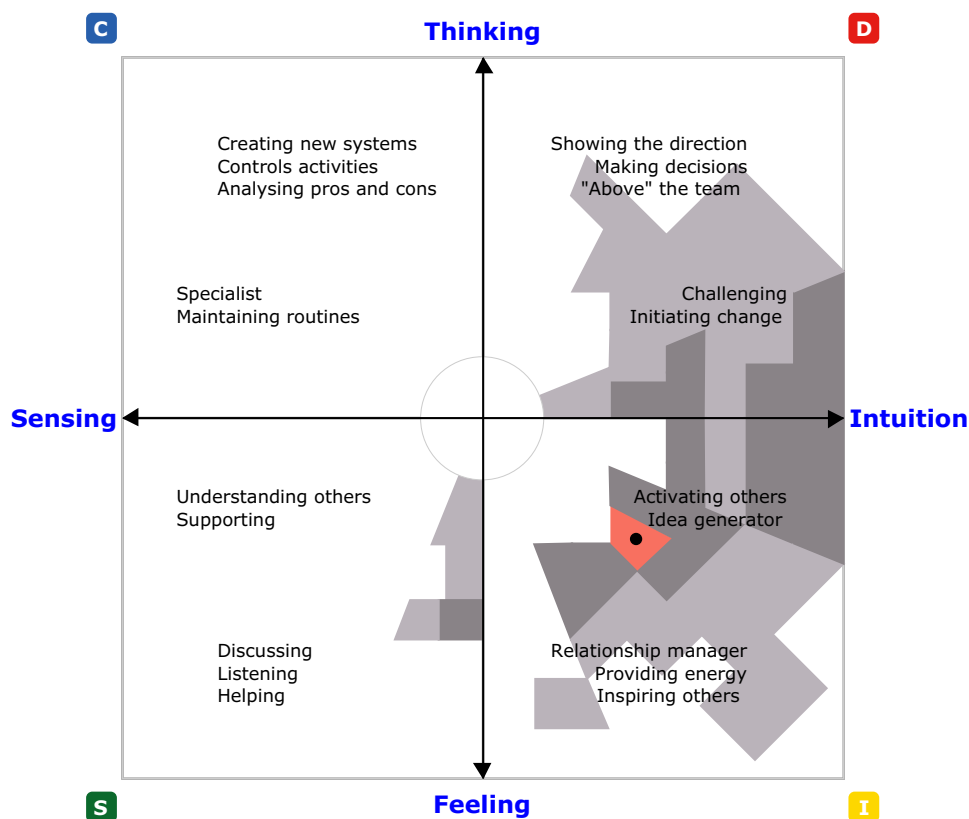 C
Thinking
D
Creating new systems
Controls activities
Analysing pros and cons
Showing the direction
Making decisions
"Above" the team
Specialist
Maintaining routines
Challenging
Initiating change
Sensing
Intuition
Understanding others
Supporting
Activating others
Idea generator
Discussing
Listening
Helping
Relationship manager
Providing energy
Inspiring others
S
Feeling
I